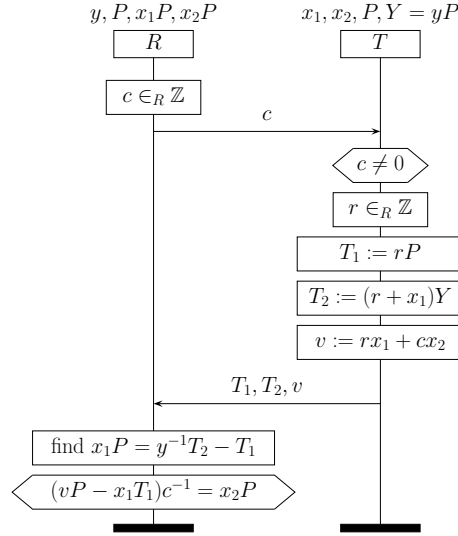 y, P, x₁P, x₂P
x₁, x₂, P, Y = yP
R
T
c ∈_R ℤ
c
c ≠ 0
r ∈_R ℤ
T₁ := rP
T₂ := (r + x₁)Y
v := rx₁ + cx₂
T₁, T₂, v
find x₁P = y⁻¹T₂ − T₁
(vP − x₁T₁)c⁻¹ = x₂P